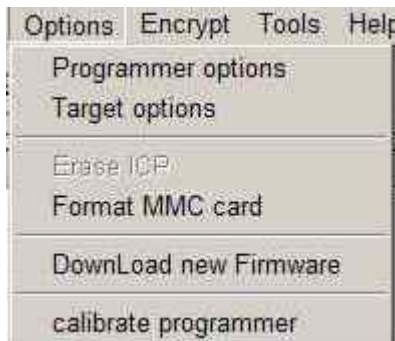 Options Encrypt Tools Help
Programmer options
Target options
Erase ICP
Format MMC card
DownLoad new Firmware
calibrate programmer